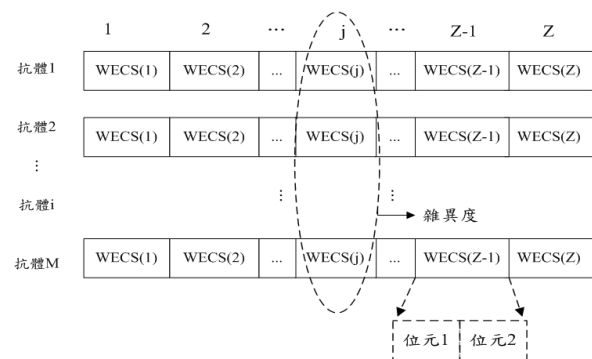 1 2 ... j ... Z-1 Z
抗體1 WECS(1) WECS(2) ... WECS(j) ... WECS(Z-1) WECS(Z)
抗體2 WECS(1) WECS(2) ... WECS(j) ... WECS(Z-1) WECS(Z)
⋮
抗體i ⋮ ⋮
雜異度
抗體M WECS(1) WECS(2) ... WECS(j) ... WECS(Z-1) WECS(Z)
位元1 位元2